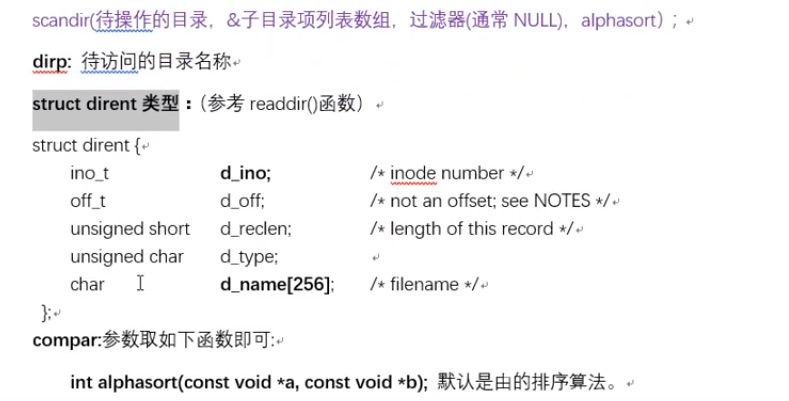 scandir(待操作的目录，&子目录项列表数组，过滤器(通常 NULL)，alphasort)；
dirp: 待访问的目录名称
struct dirent 类型：（参考 readdir()函数）
struct dirent {
ino_t d_ino; /* inode number */
off_t d_off; /* not an offset; see NOTES */
unsigned short d_reclen; /* length of this record */
unsigned char d_type;
char d_name[256]; /* filename */
};
compar:参数取如下函数即可:
int alphasort(const void *a, const void *b); 默认是由的排序算法。